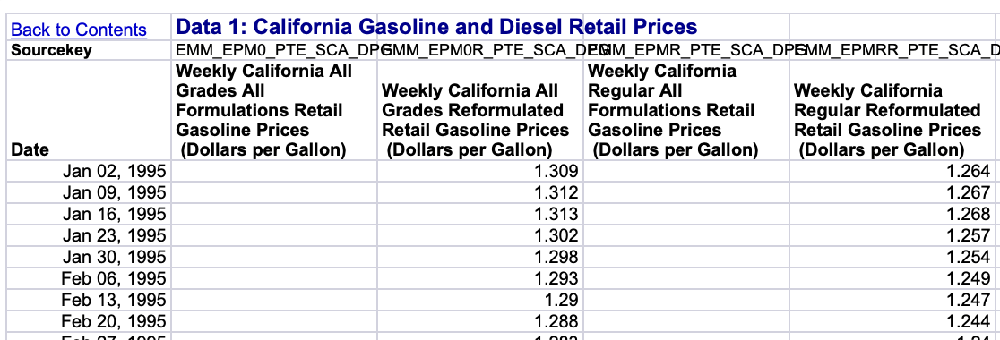 Back to Contents Data 1: California Gasoline and Diesel Retail Prices
Sourcekey EMM_EPM0_PTE_SCA_DPG EMM_EPM0R_PTE_SCA_DPG EMM_EPMR_PTE_SCA_DPG EMM_EPMRR_PTE_SCA_D
Weekly California All
Grades All
Formulations Retail
Gasoline Prices
(Dollars per Gallon)
Weekly California All
Grades Reformulated
Retail Gasoline Prices
(Dollars per Gallon)
Weekly California
Regular All
Formulations Retail
Gasoline Prices
(Dollars per Gallon)
Weekly California
Regular Reformulated
Retail Gasoline Prices
(Dollars per Gallon)
Date
Jan 02, 1995 1.309 1.264
Jan 09, 1995 1.312 1.267
Jan 16, 1995 1.313 1.268
Jan 23, 1995 1.302 1.257
Jan 30, 1995 1.298 1.254
Feb 06, 1995 1.293 1.249
Feb 13, 1995 1.29 1.247
Feb 20, 1995 1.288 1.244